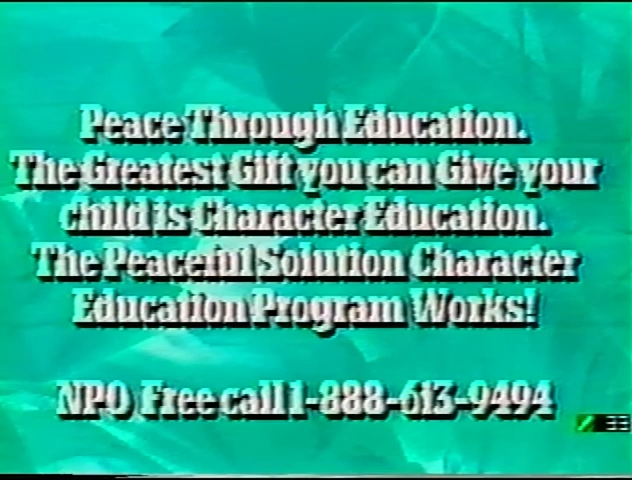 Peace Through Education.
The Greatest Gift you can Give your
child is Character Education.
The Peaceful Solution Character
Education Program Works!
NPO Free call 1-888-613-9494
33